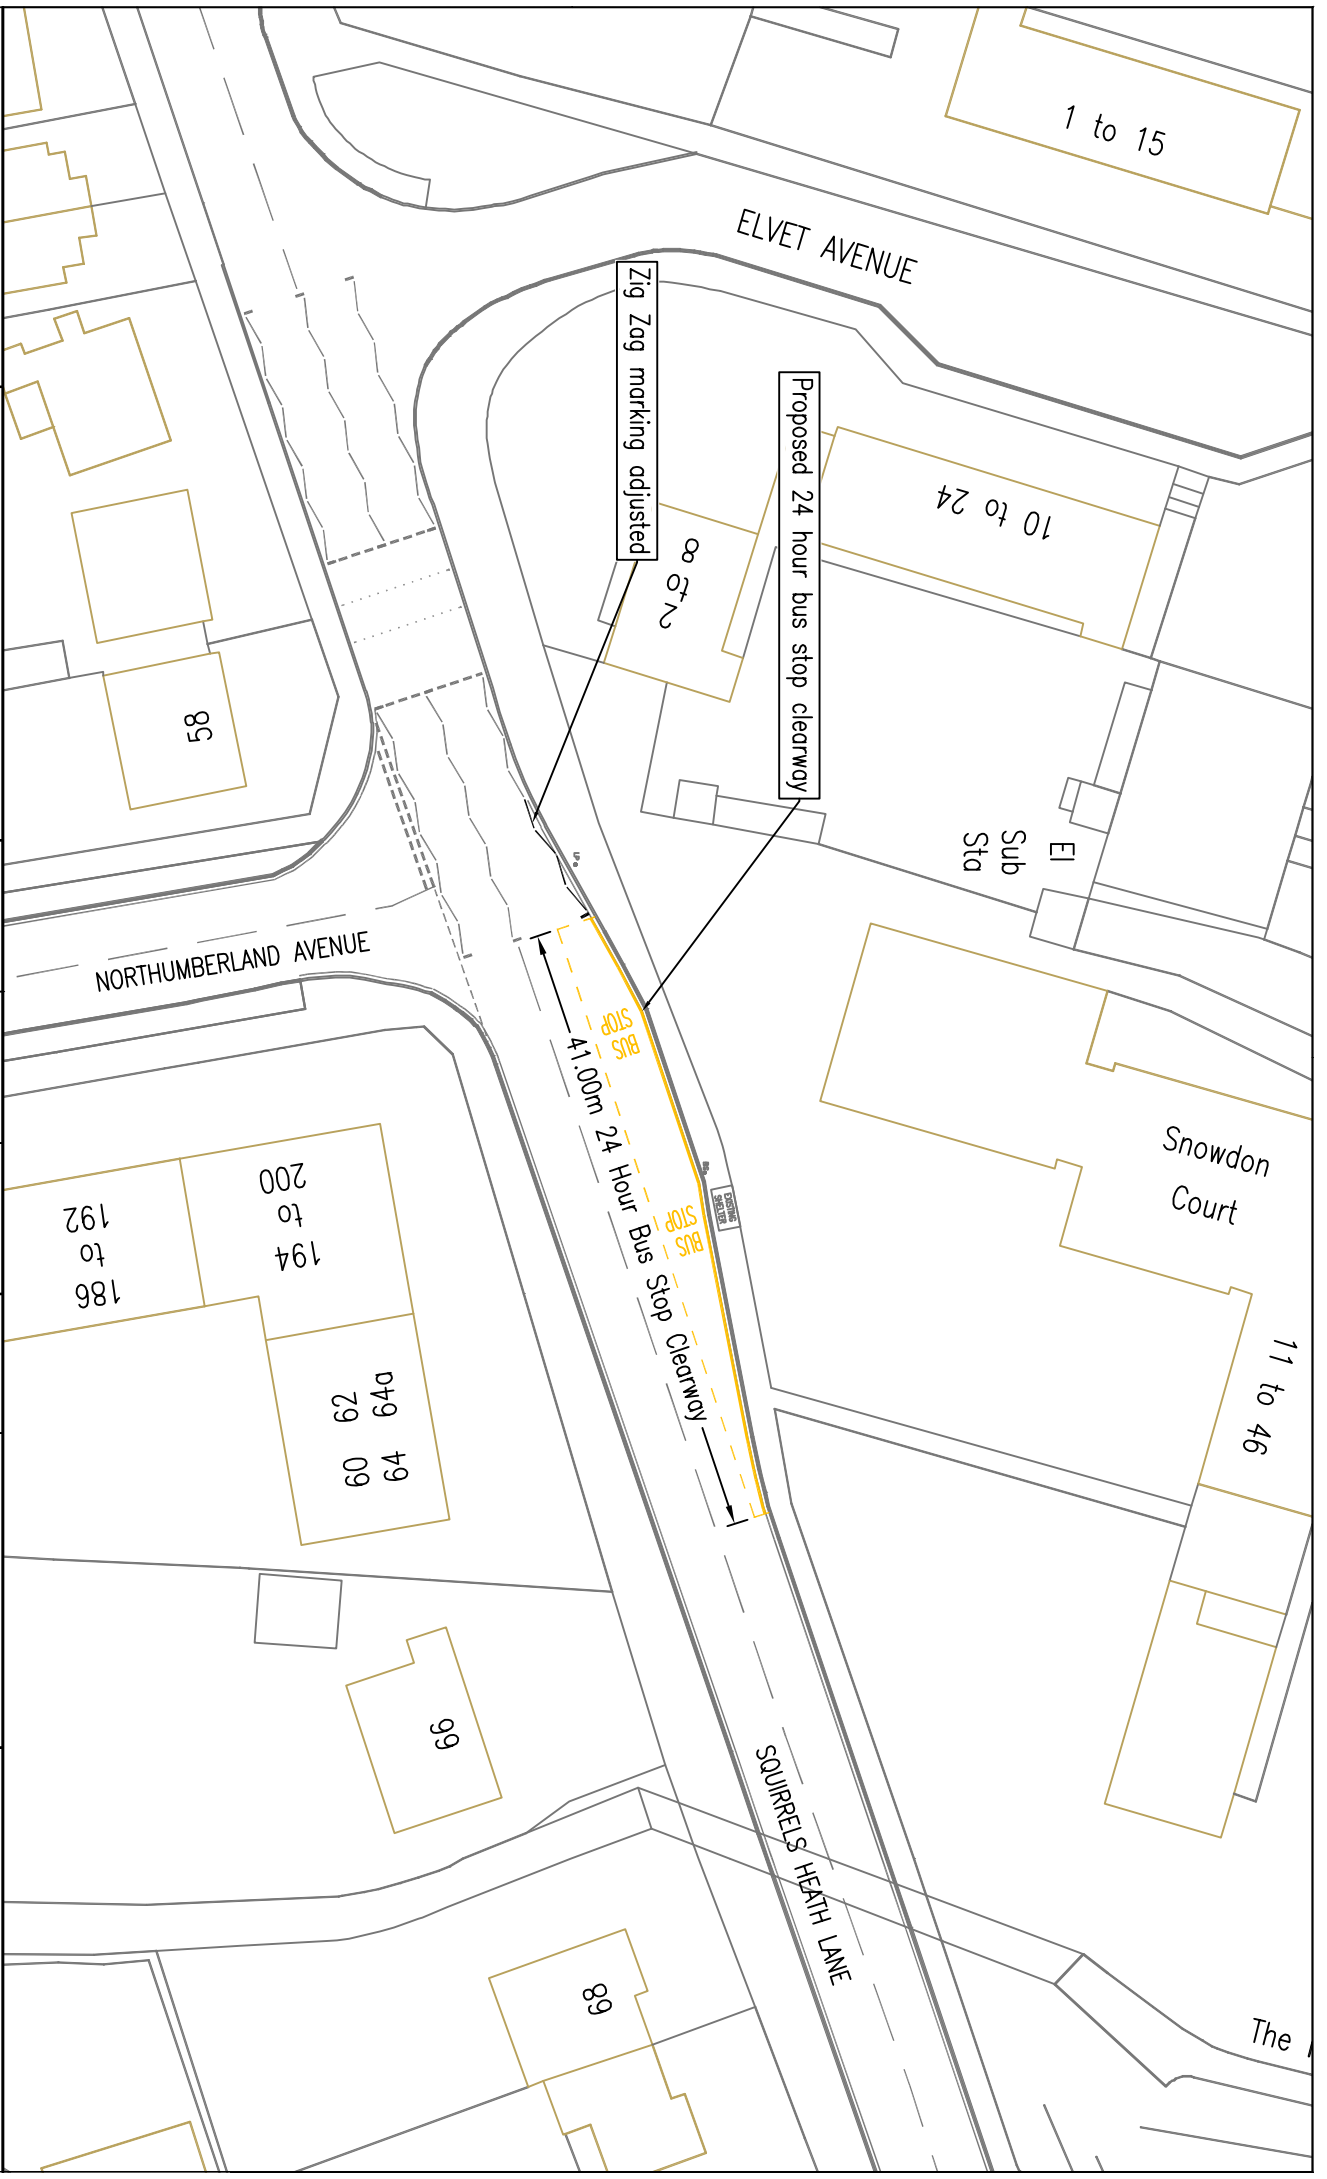 1 to 15
ELVET AVENUE
Zig Zag marking adjusted
Proposed 24 hour bus stop clearway
10 to 24
2 to 8
58
El
Sub
Sta
NORTHUMBERLAND AVENUE
BUS
STOP
41.00m 24 Hour Bus Stop Clearway
BUS
STOP
EXISTING
SHELTER
Snowdon
Court
11 to 46
186
to
192
194
to
200
62 64a
60 64
66
SQUIRRELS HEATH LANE
68
The